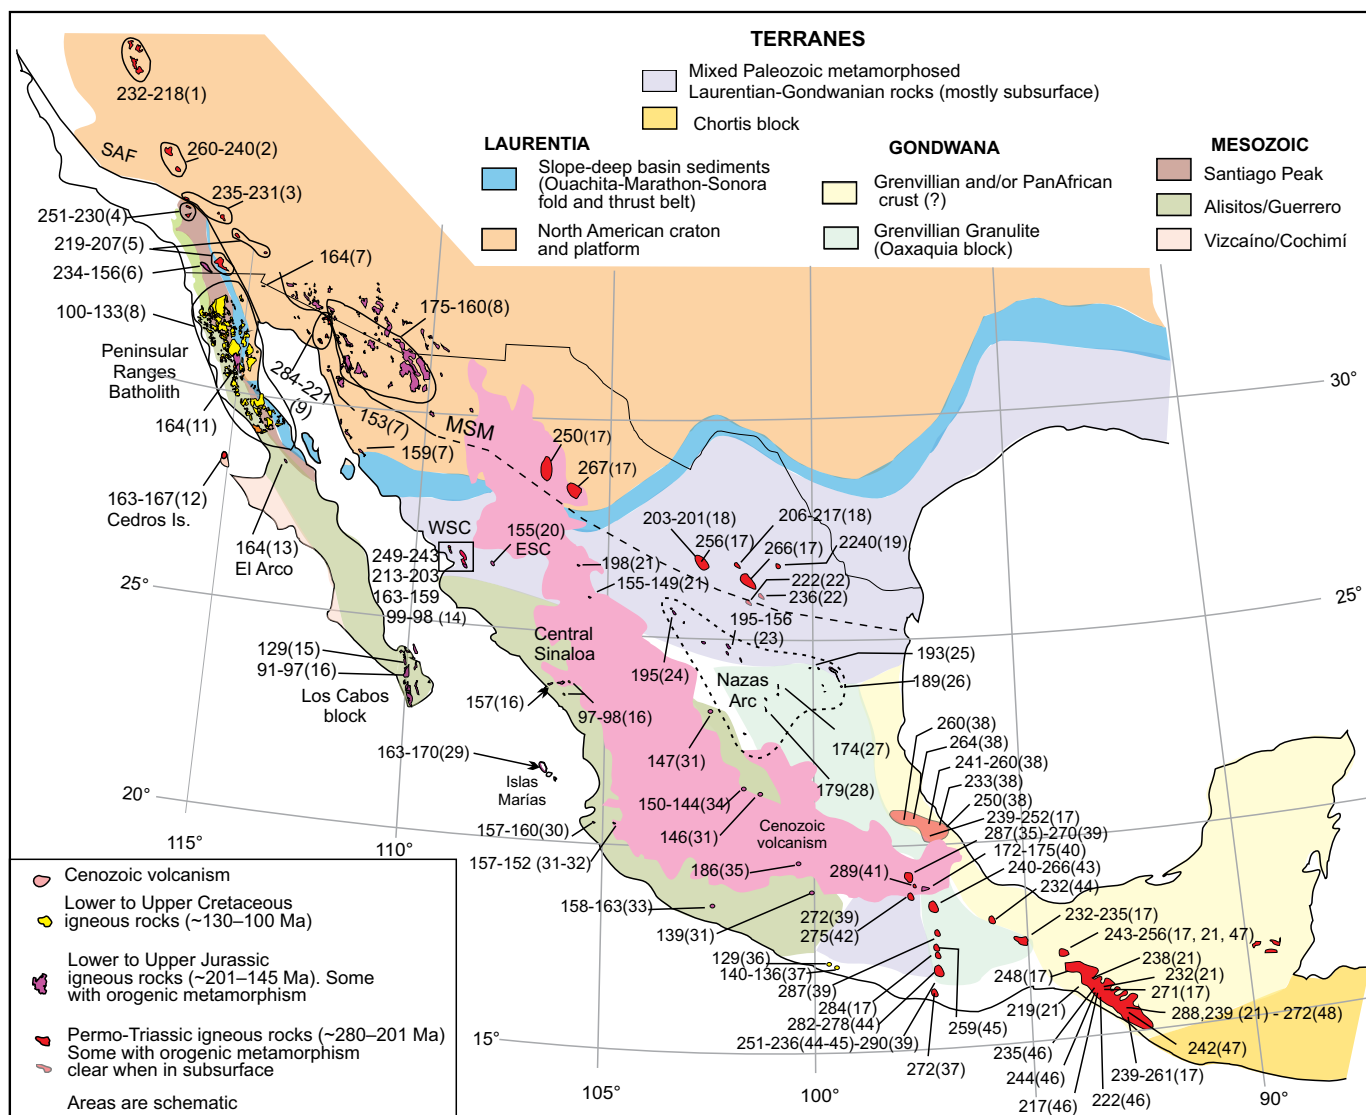 TERRANES
Mixed Paleozoic metamorphosed
Laurentian-Gondwanian rocks (mostly subsurface)
Chortis block
LAURENTIA
Slope-deep basin sediments
(Ouachita-Marathon-Sonora
fold and thrust belt)
North American craton
and platform
GONDWANA
Grenvillian and/or PanAfrican
crust (?)
Grenvillian Granulite
(Oaxaquia block)
MESOZOIC
Santiago Peak
Alisitos/Guerrero
Vizcaíno/Cochimí
232-218(1)
SAF
260-240(2)
235-231(3)
251-230(4)
219-207(5)
234-156(6)
164(7)
175-160(8)
100-133(8)
Peninsular
Ranges
Batholith
284-221
(9)
164(11)
153(7)
MSM
159(7)
250(17)
267(17)
30°
163-167(12)
Cedros Is.
164(13)
El Arco
WSC
249-243
213-203
163-159
99-98 (14)
155(20)
ESC
203-201(18)
256(17)
206-217(18)
266(17)
2240(19)
198(21)
155-149(21)
222(22)
236(22)
25°
25°
195-156
(23)
Central
Sinaloa
129(15)
91-97(16)
Los Cabos
block
195(24)
Nazas
Arc
193(25)
189(26)
157(16)
97-98(16)
174(27)
163-170(29)
Islas
Marías
147(31)
179(28)
260(38)
264(38)
241-260(38)
233(38)
250(38)
239-252(17)
287(35)-270(39)
172-175(40)
240-266(43)
232(44)
20°
150-144(34)
146(31)
Cenozoic
volcanism
157-160(30)
157-152 (31-32)
186(35)
289(41)
115°
110°
158-163(33)
139(31)
272(39)
275(42)
232-235(17)
243-256(17, 21, 47)
129(36)
140-136(37)
287(39)
284(17)
282-278(44)
251-236(44-45)-290(39)
272(37)
259(45)
248(17)
219(21)
238(21)
232(21)
271(17)
288,239 (21) - 272(48)
242(47)
235(46)
244(46)
217(46)
222(46)
239-261(17)
15°
105°
100°
90°
Cenozoic volcanism
Lower to Upper Cretaceous
igneous rocks (~130–100 Ma)
Lower to Upper Jurassic
igneous rocks (~201–145 Ma). Some
with orogenic metamorphism
Permo-Triassic igneous rocks (~280–201 Ma)
Some with orogenic metamorphism
clear when in subsurface
Areas are schematic